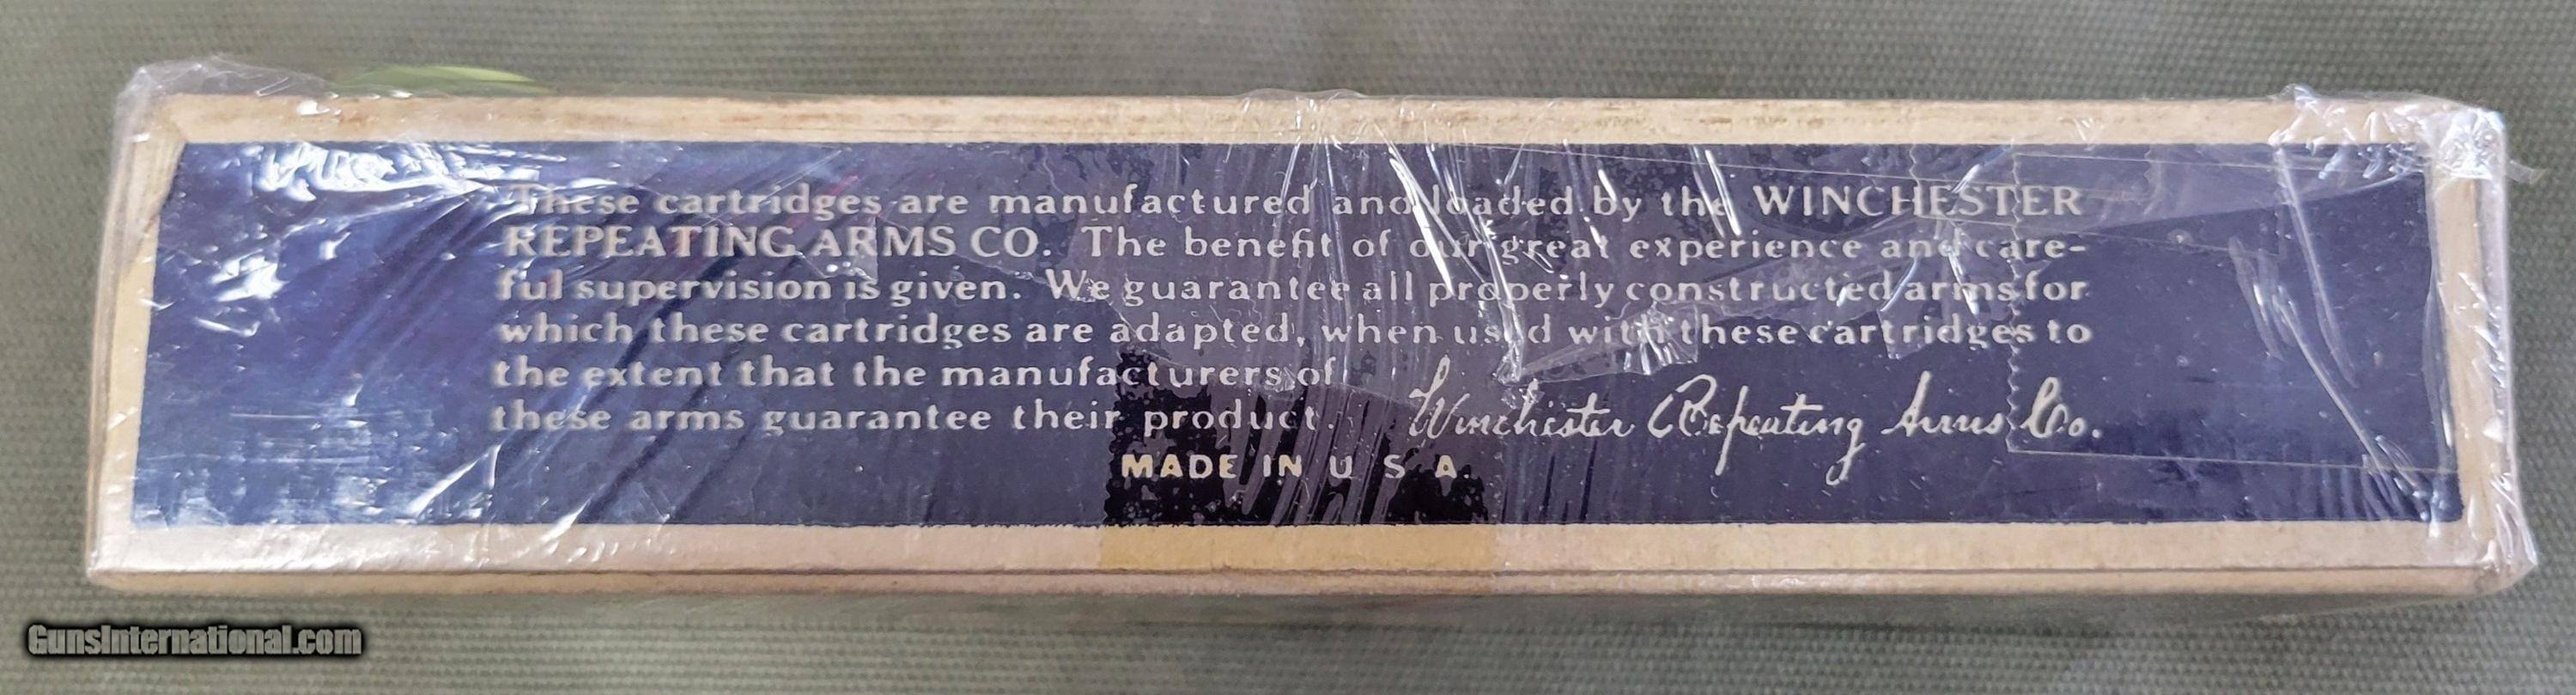 These cartridges are manufactured and loaded by the WINCHESTER
REPEATING ARMS CO. The benefit of our great experience and care-
ful supervision is given. We guarantee all properly constructed arms for
which these cartridges are adapted, when used with these cartridges to
the extent that the manufacturers of
these arms guarantee their product. Winchester Repeating Arms Co.
MADE IN U S A.
GunsInternational.com